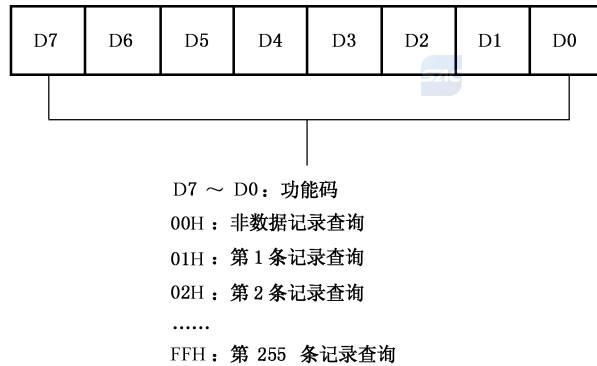 D7 D6 D5 D4 D3 D2 D1 D0
SZIC
D7 ～ D0：功能码
00H：非数据记录查询
01H：第 1 条记录查询
02H：第 2 条记录查询
……
FFH：第 255 条记录查询